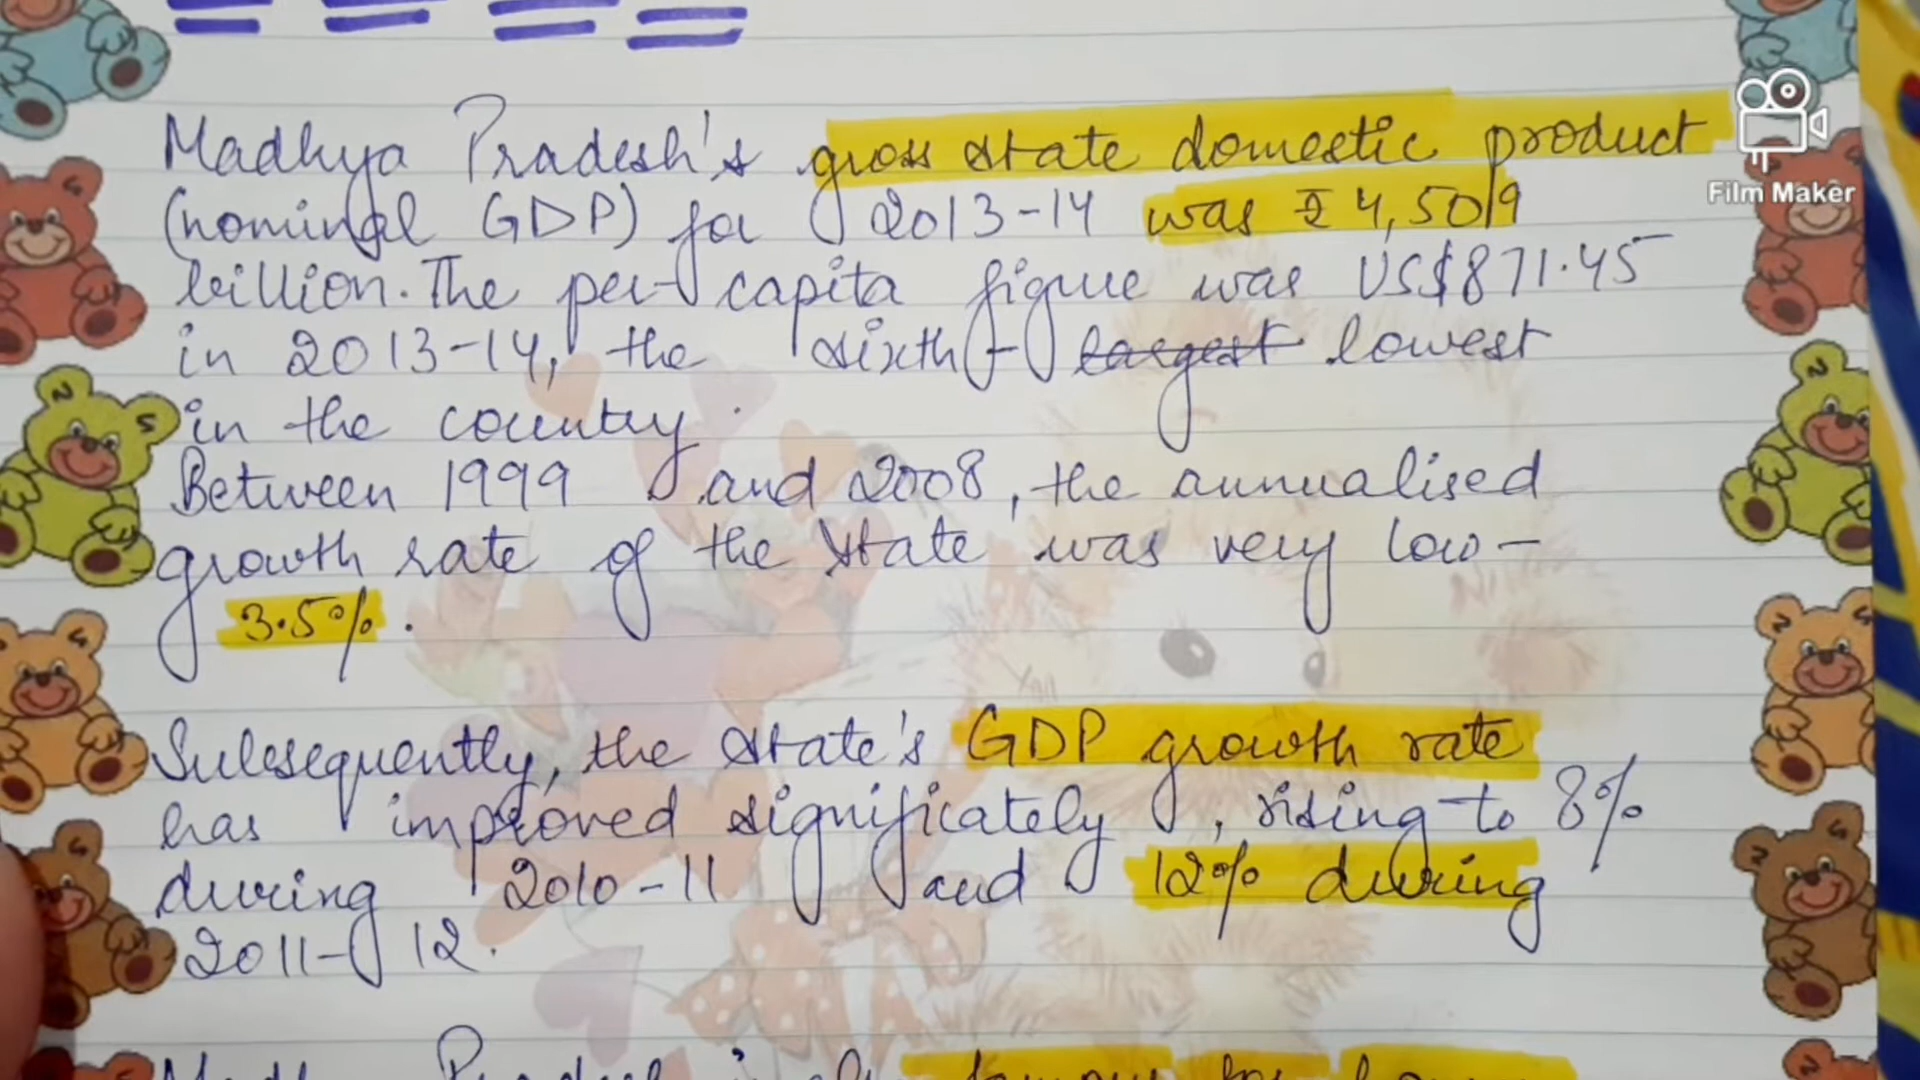 Madhya Pradesh's gross state domestic product
Film Maker
(nominal GDP) for 2013-14 was ₹ 4,509
billion. The per-capita figure was US$871.45
in 2013-14, the sixth- largest lowest
in the country.
Between 1999 and 2008, the annualised
growth rate of the state was very low-
3.5%.
Subsequently, the state's GDP growth rate
has improved significately, rising to 8%
during 2010-11 and 12% during
2011-12.
Pradesh is